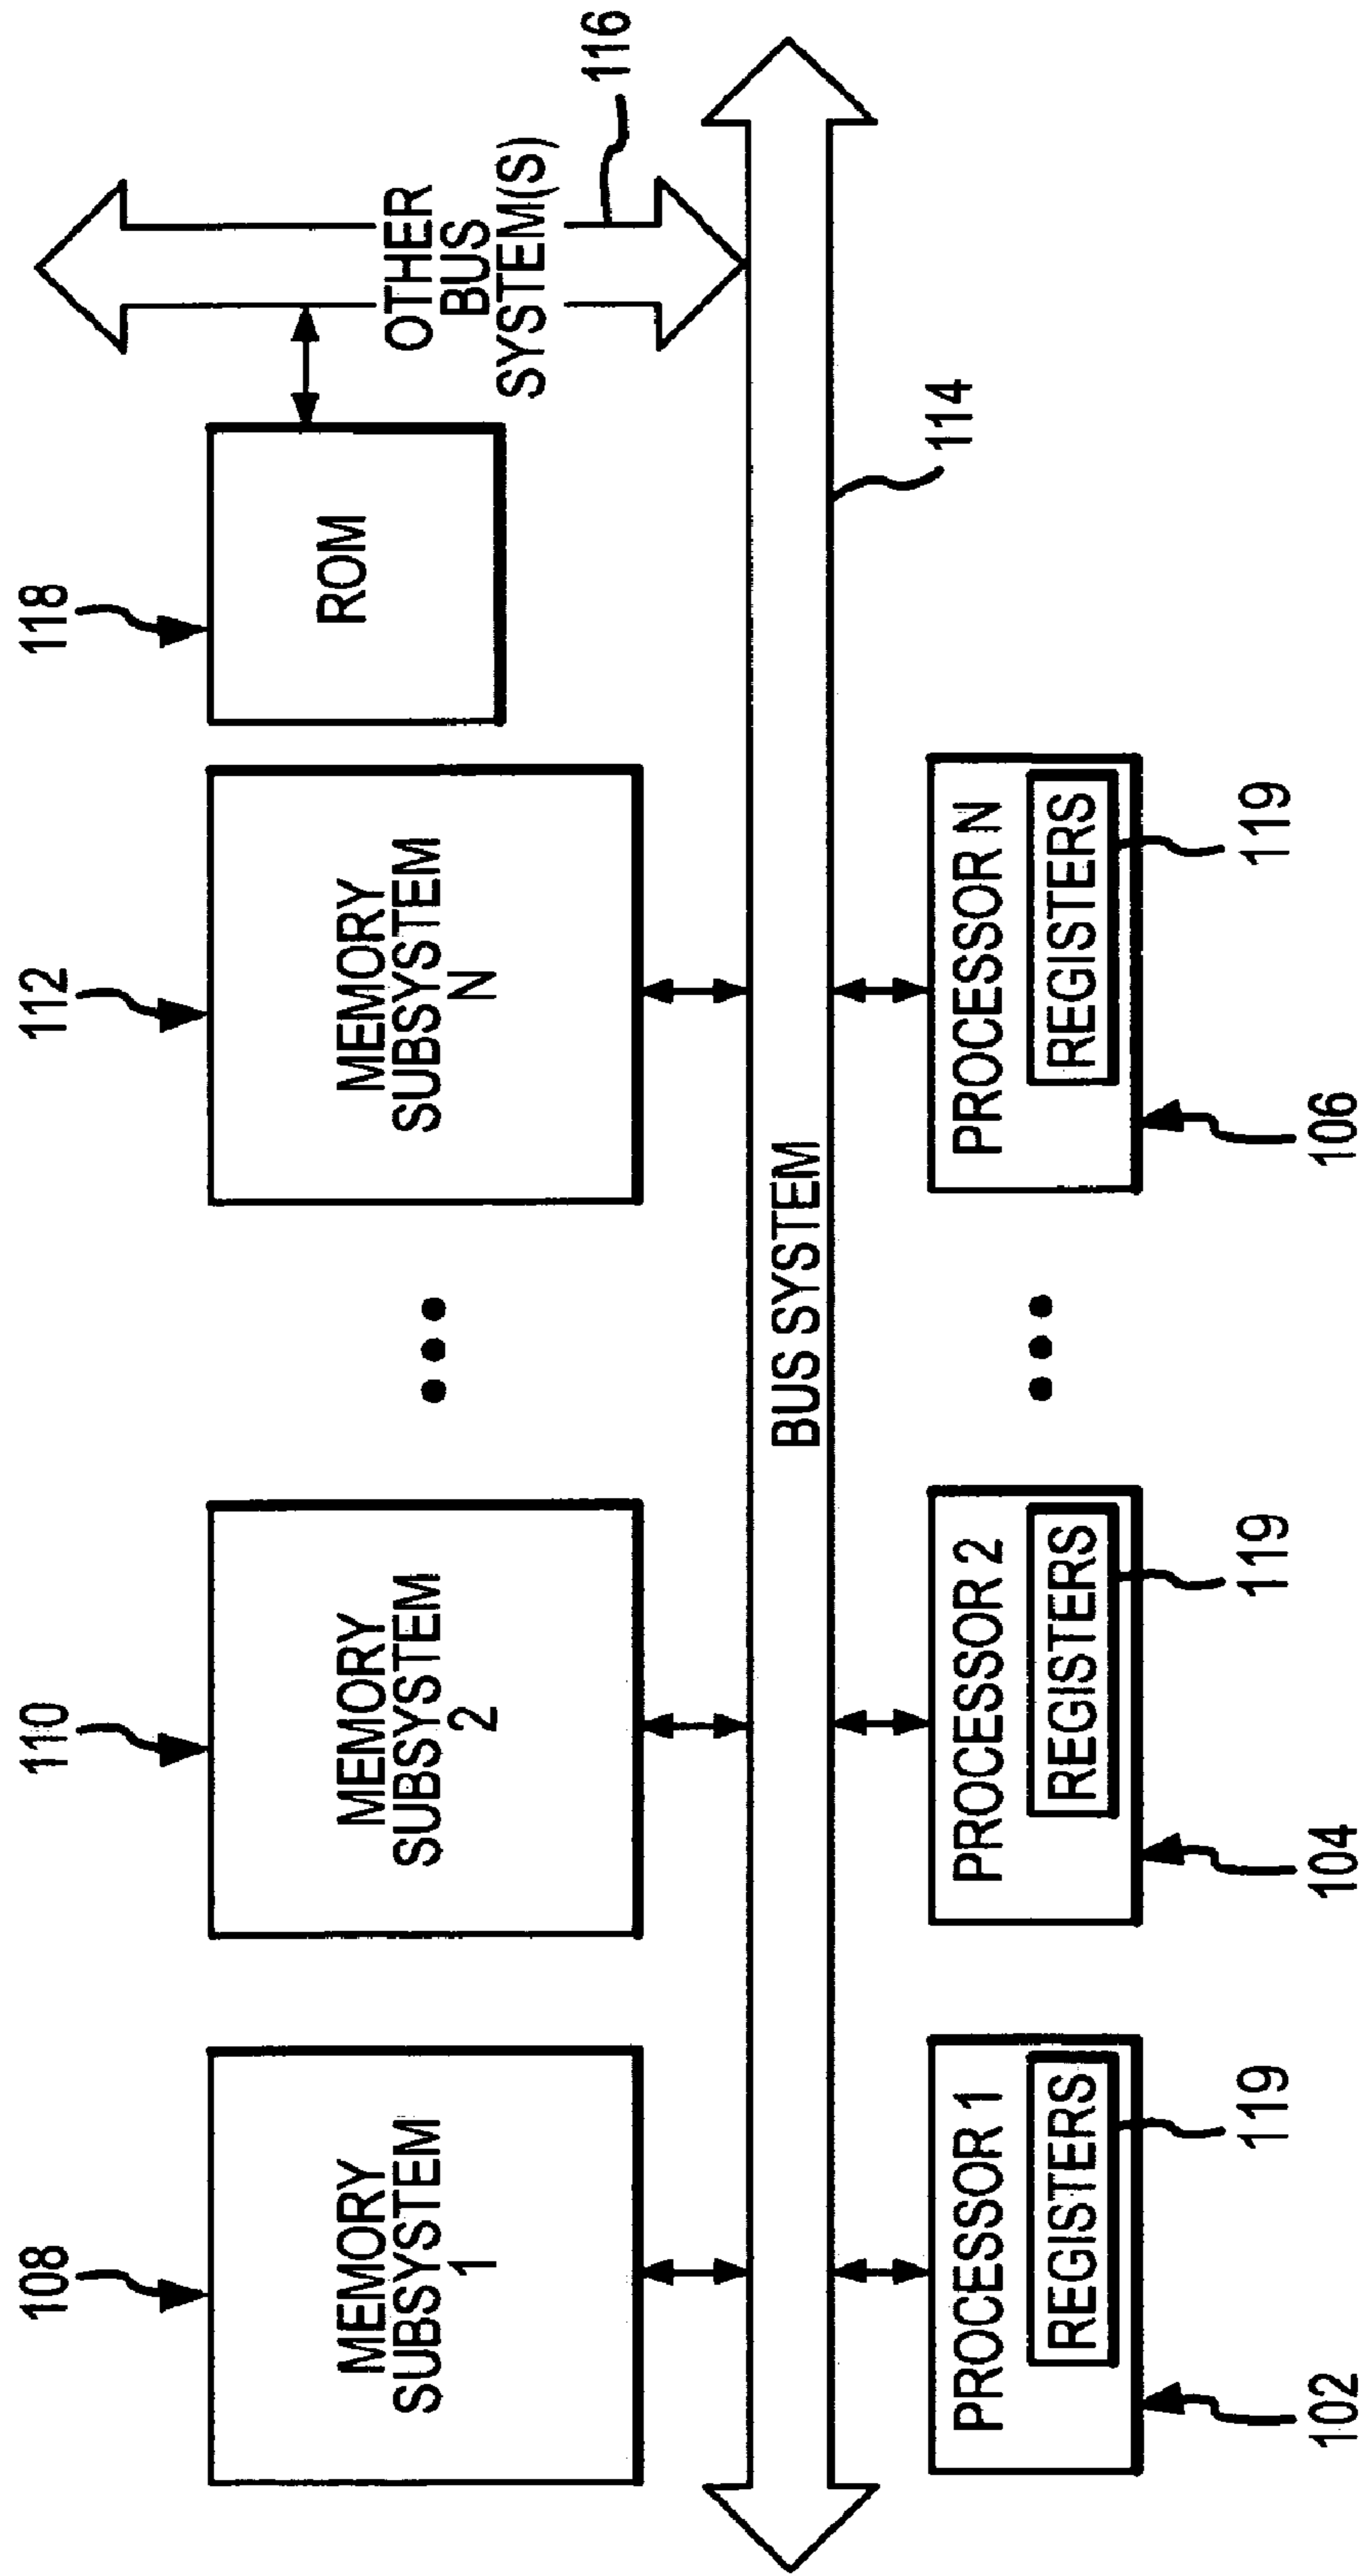 108
110
112
118
MEMORY
SUBSYSTEM
1
MEMORY
SUBSYSTEM
2
MEMORY
SUBSYSTEM
N
ROM
OTHER
BUS
SYSTEM(S)
116
BUS SYSTEM
114
PROCESSOR 1
REGISTERS
119
102
PROCESSOR 2
REGISTERS
119
104
PROCESSOR N
REGISTERS
119
106